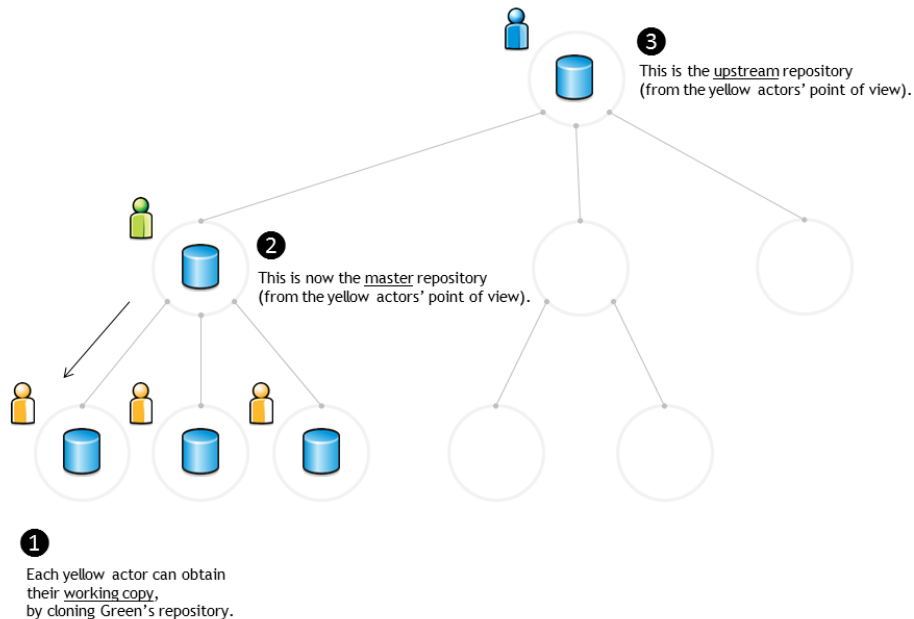 3
This is the upstream repository
(from the yellow actors' point of view).
2
This is now the master repository
(from the yellow actors' point of view).
1
Each yellow actor can obtain
their working copy,
by cloning Green's repository.